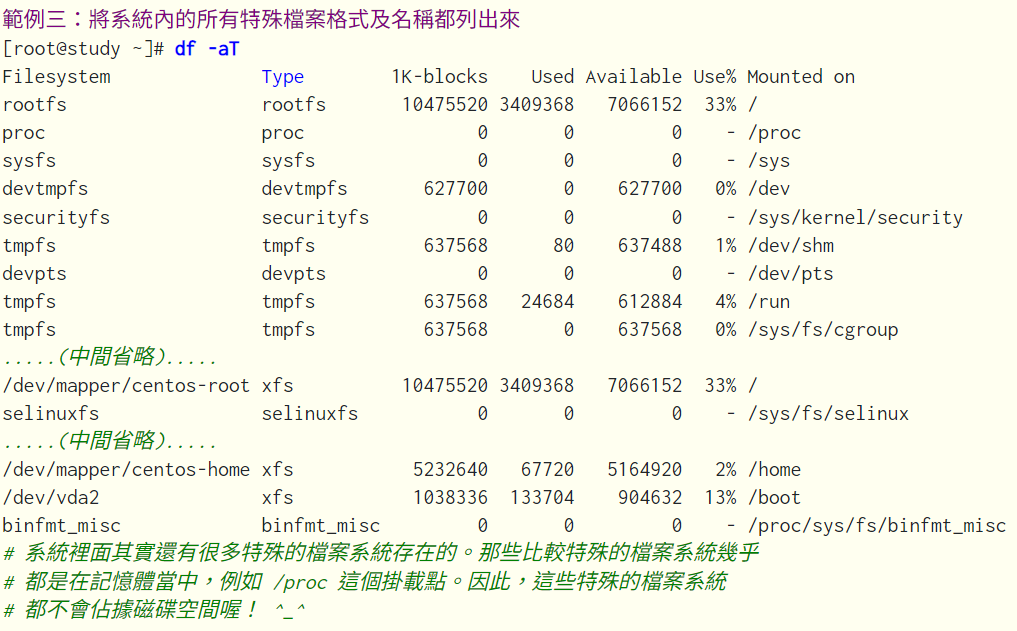 範例三：將系統內的所有特殊檔案格式及名稱都列出來
[root@study ~]# df -aT
Filesystem              Type        1K-blocks    Used Available Use% Mounted on
rootfs                  rootfs       10475520 3409368   7066152  33% /
proc                    proc                0       0         0    - /proc
sysfs                   sysfs               0       0         0    - /sys
devtmpfs                devtmpfs       627700       0    627700   0% /dev
securityfs              securityfs          0       0         0    - /sys/kernel/security
tmpfs                   tmpfs          637568      80    637488   1% /dev/shm
devpts                  devpts              0       0         0    - /dev/pts
tmpfs                   tmpfs          637568   24684    612884   4% /run
tmpfs                   tmpfs          637568       0    637568   0% /sys/fs/cgroup
.....(中間省略).....
/dev/mapper/centos-root xfs          10475520 3409368   7066152  33% /
selinuxfs               selinuxfs           0       0         0    - /sys/fs/selinux
.....(中間省略).....
/dev/mapper/centos-home xfs           5232640   67720   5164920   2% /home
/dev/vda2               xfs           1038336  133704    904632  13% /boot
binfmt_misc             binfmt_misc         0       0         0    - /proc/sys/fs/binfmt_misc
# 系統裡面其實還有很多特殊的檔案系統存在的。那些比較特殊的檔案系統幾乎
# 都是在記憶體當中，例如 /proc 這個掛載點。因此，這些特殊的檔案系統
# 都不會佔據磁碟空間喔！ ^_^